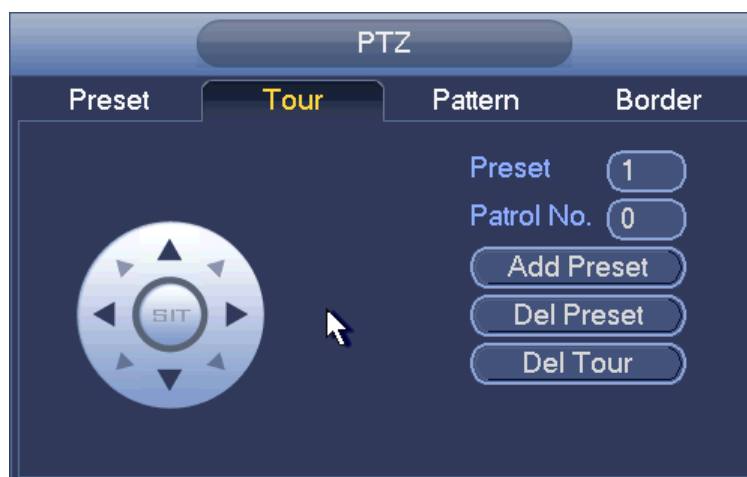 PTZ
Preset Tour Pattern Border
Preset 1
Patrol No. 0
Add Preset
SIT
Del Preset
Del Tour